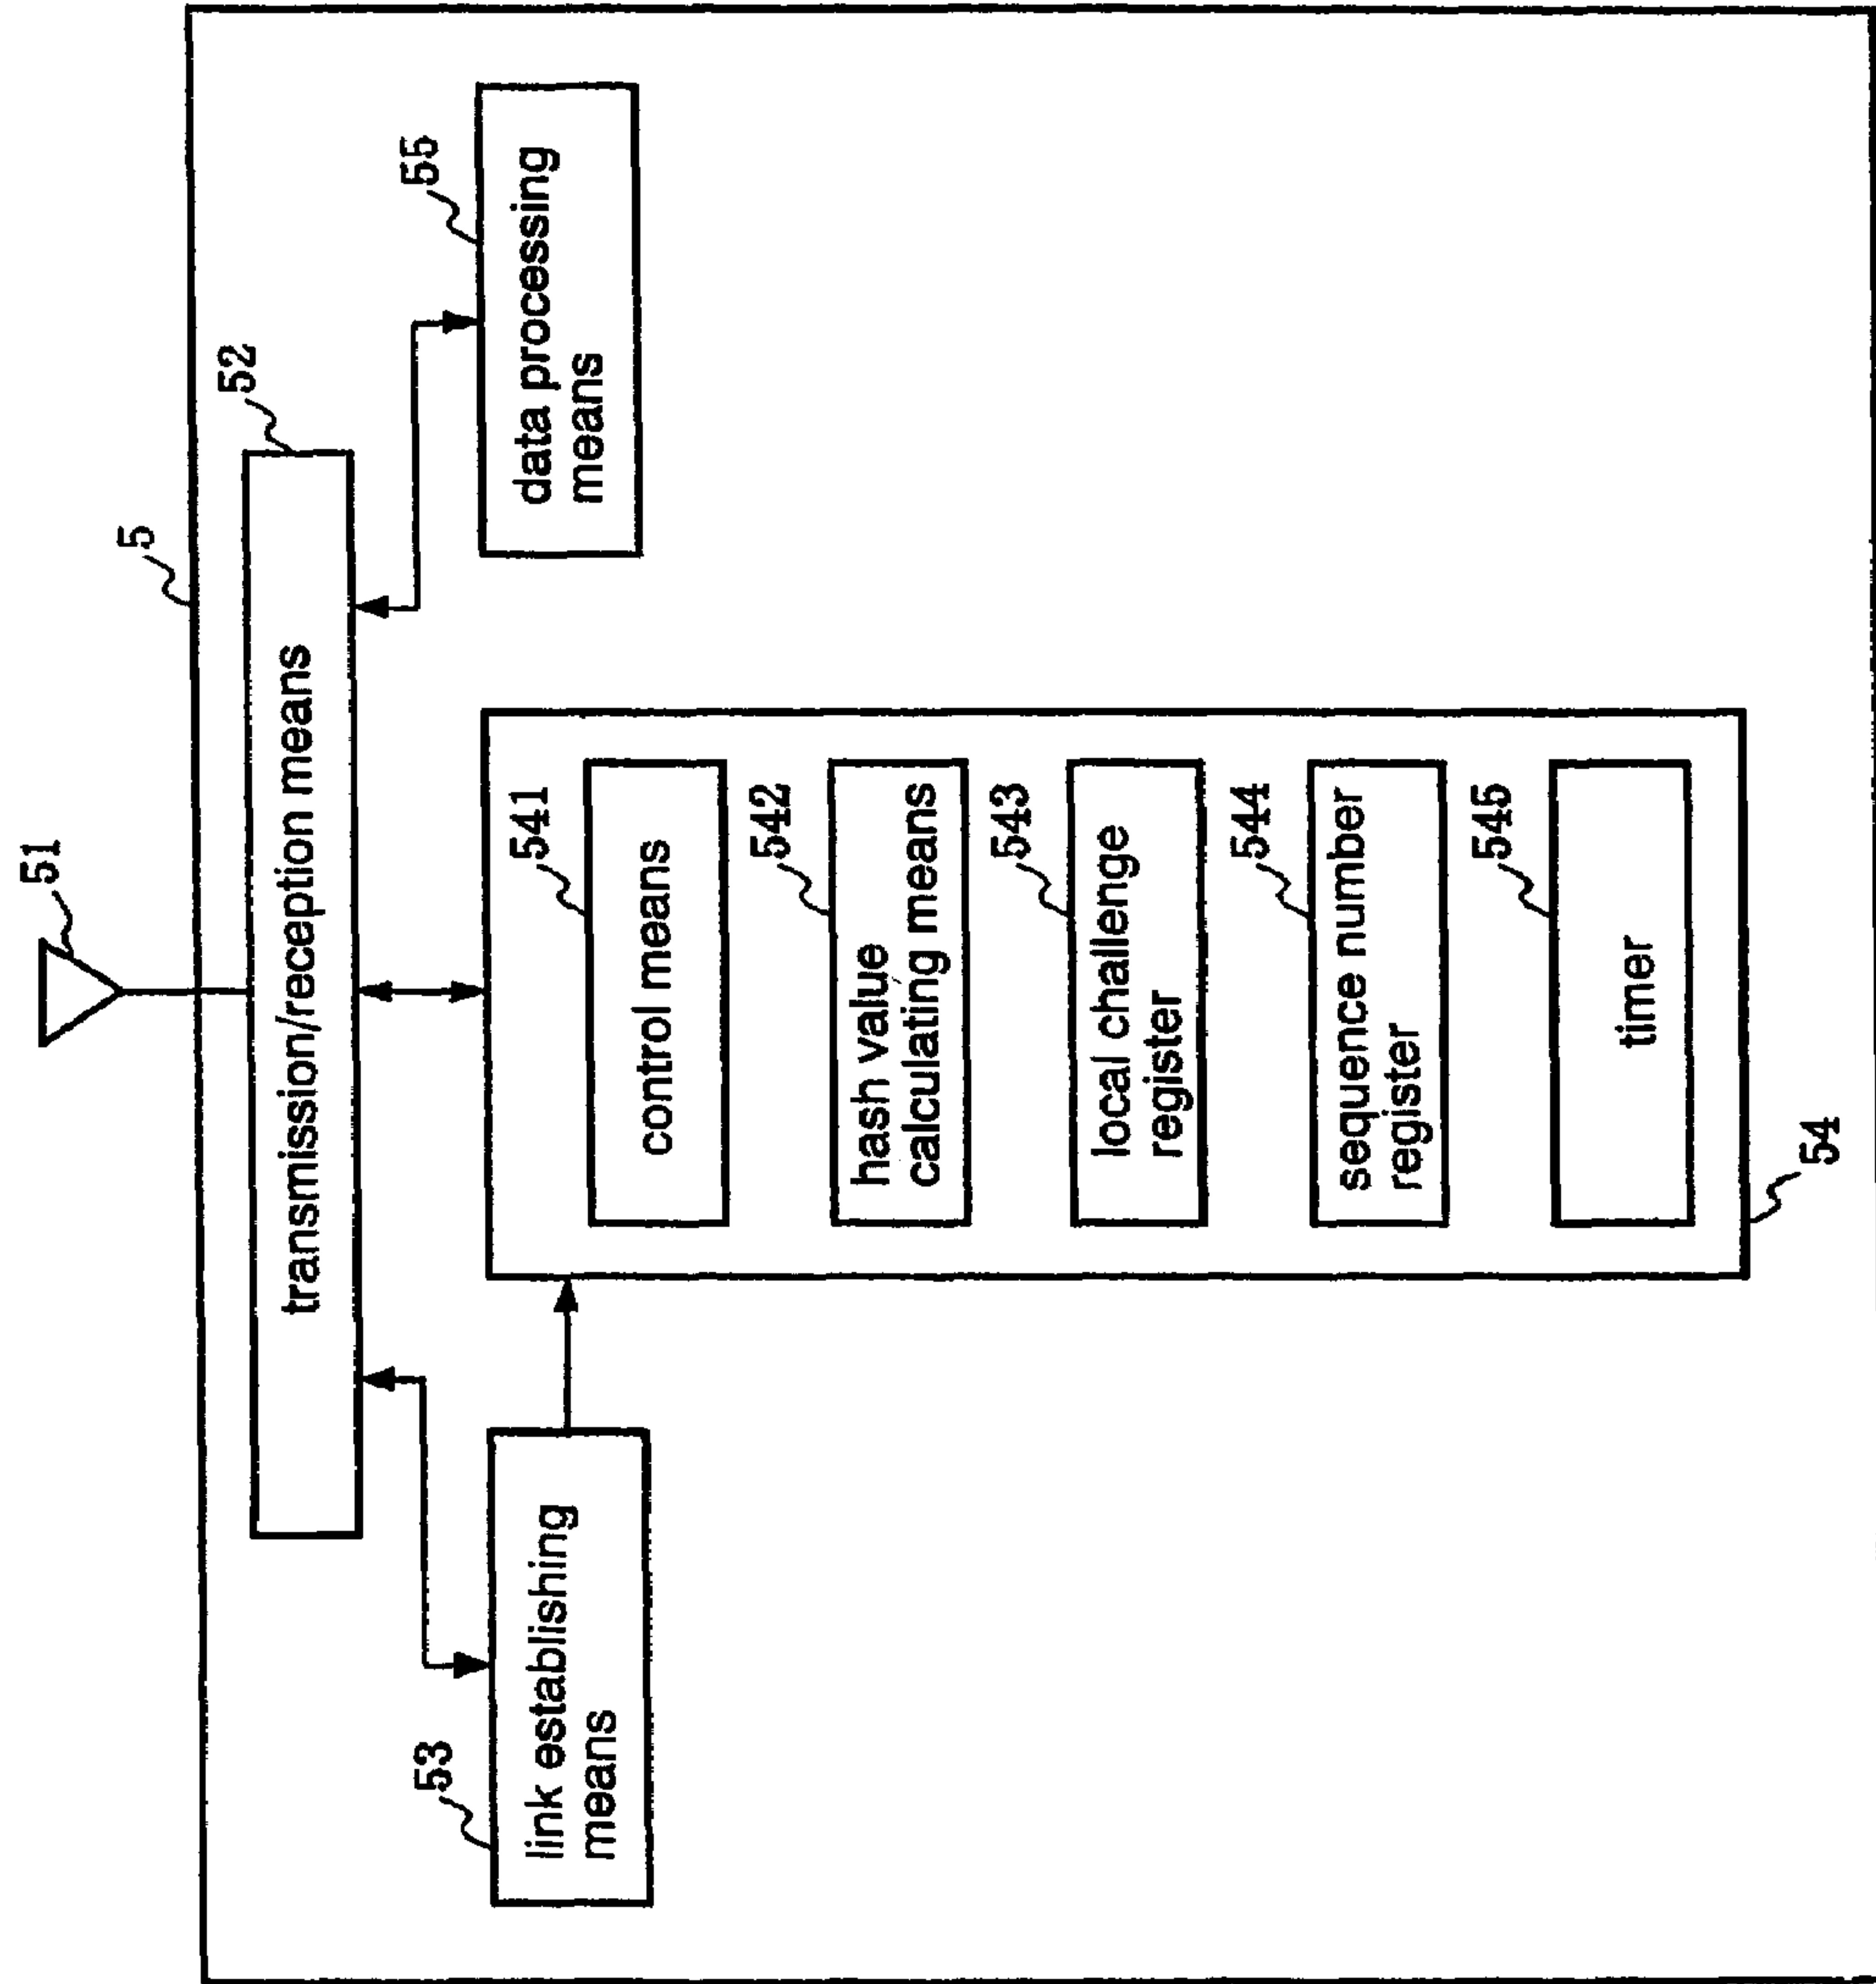 51
5
52
transmission/reception means
53
link establishing
means
541
control means
542
hash value
calculating means
543
local challenge
register
544
sequence number
register
545
timer
54
55
data processing
means